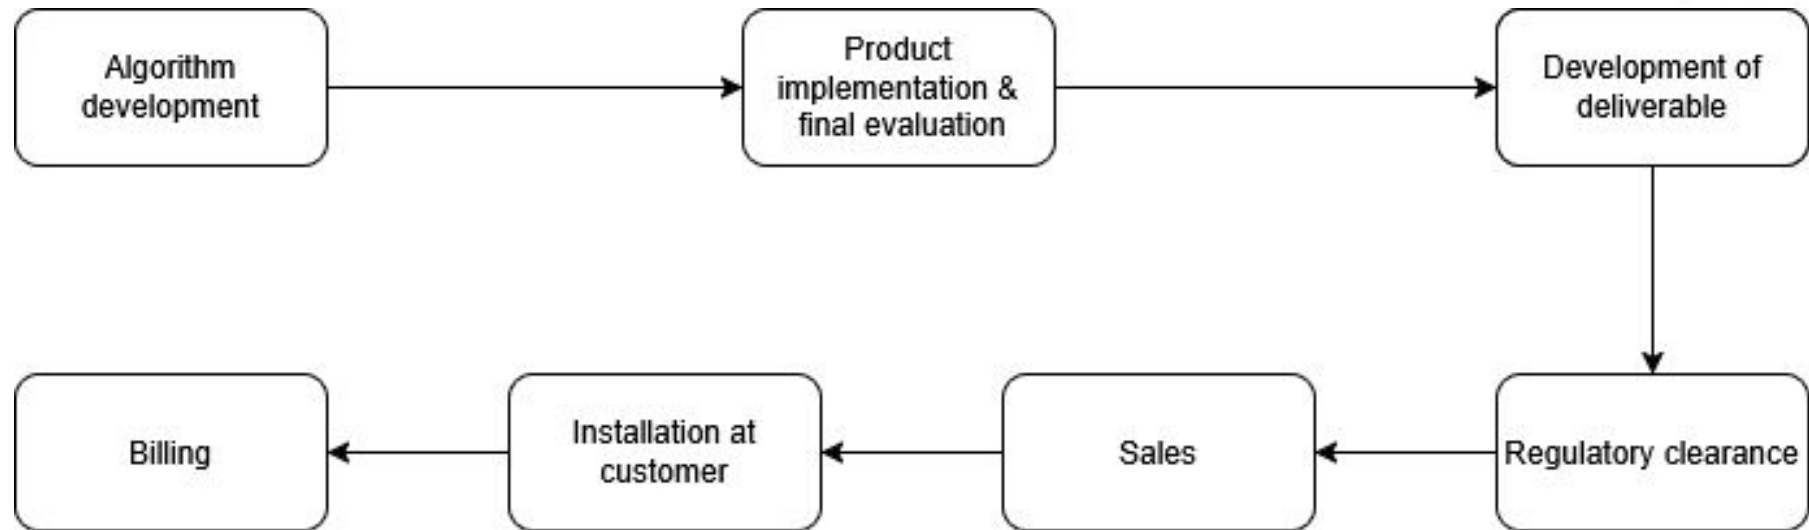 Algorithm
development
Product
implementation &
final evaluation
Development of
deliverable
Billing
Installation at
customer
Sales
Regulatory clearance